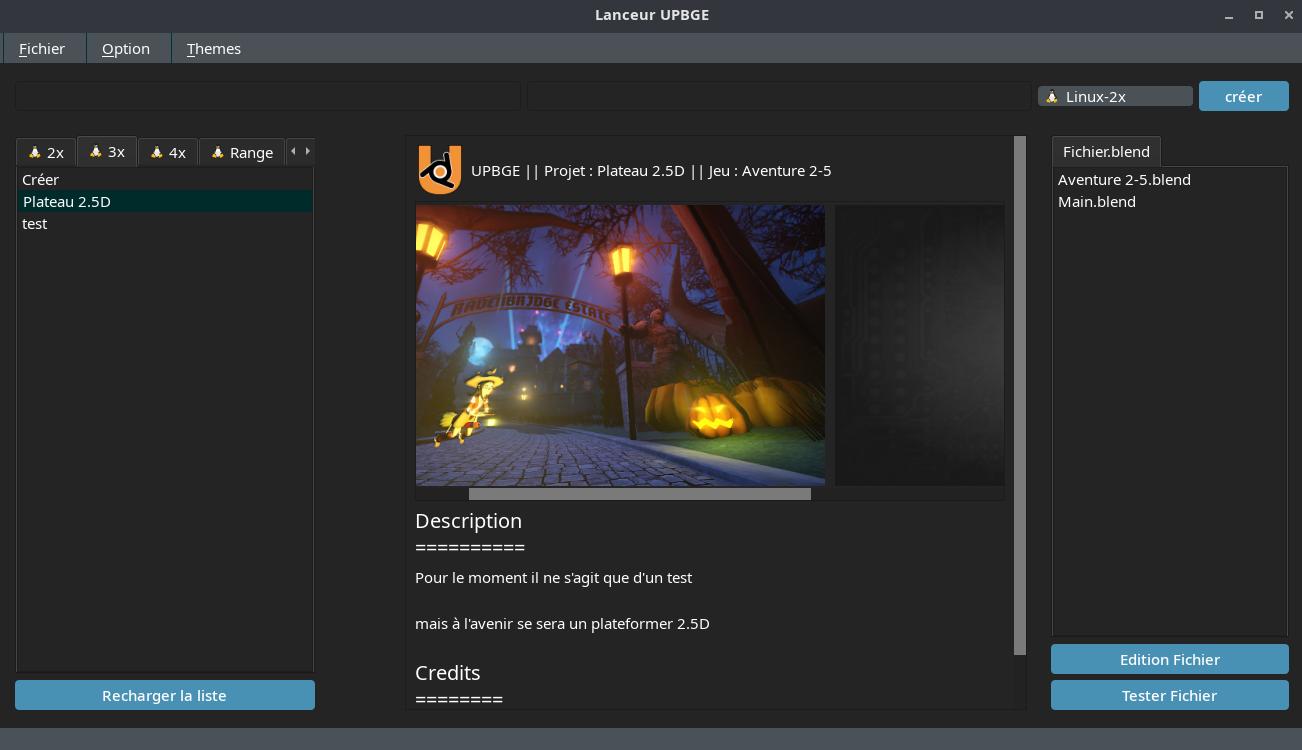 Lanceur UPBGE
Fichier
Option
Themes
Linux-2x
créer
2x
3x
4x
Range
Créer
Plateau 2.5D
test
Recharger la liste
UPBGE || Projet : Plateau 2.5D || Jeu : Aventure 2-5
Description
==========
Pour le moment il ne s'agit que d'un test
mais à l'avenir se sera un plateformer 2.5D
Credits
========
Fichier.blend
Aventure 2-5.blend
Main.blend
Edition Fichier
Tester Fichier